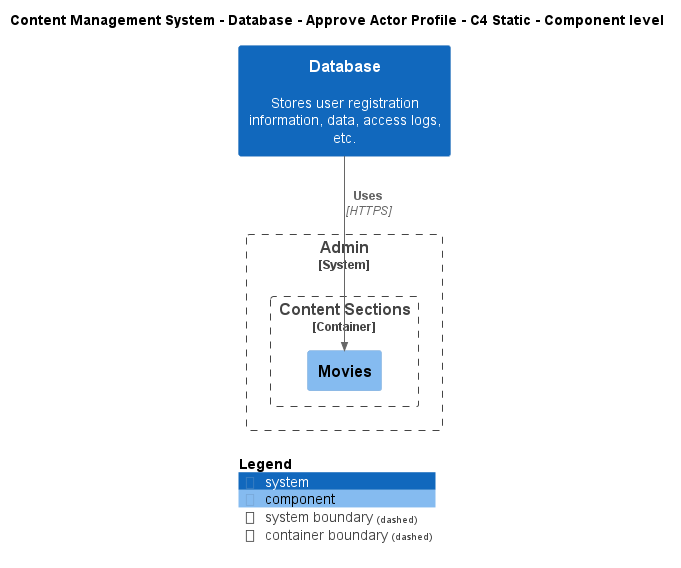 Content Management System - Database - Approve Actor Profile - C4 Static - Component level
Database
Stores user registration
information, data, access logs,
etc.
Uses
[HTTPS]
Admin
[System]
Content Sections
[Container]
Movies
Legend
system
component
system boundary (dashed)
container boundary (dashed)